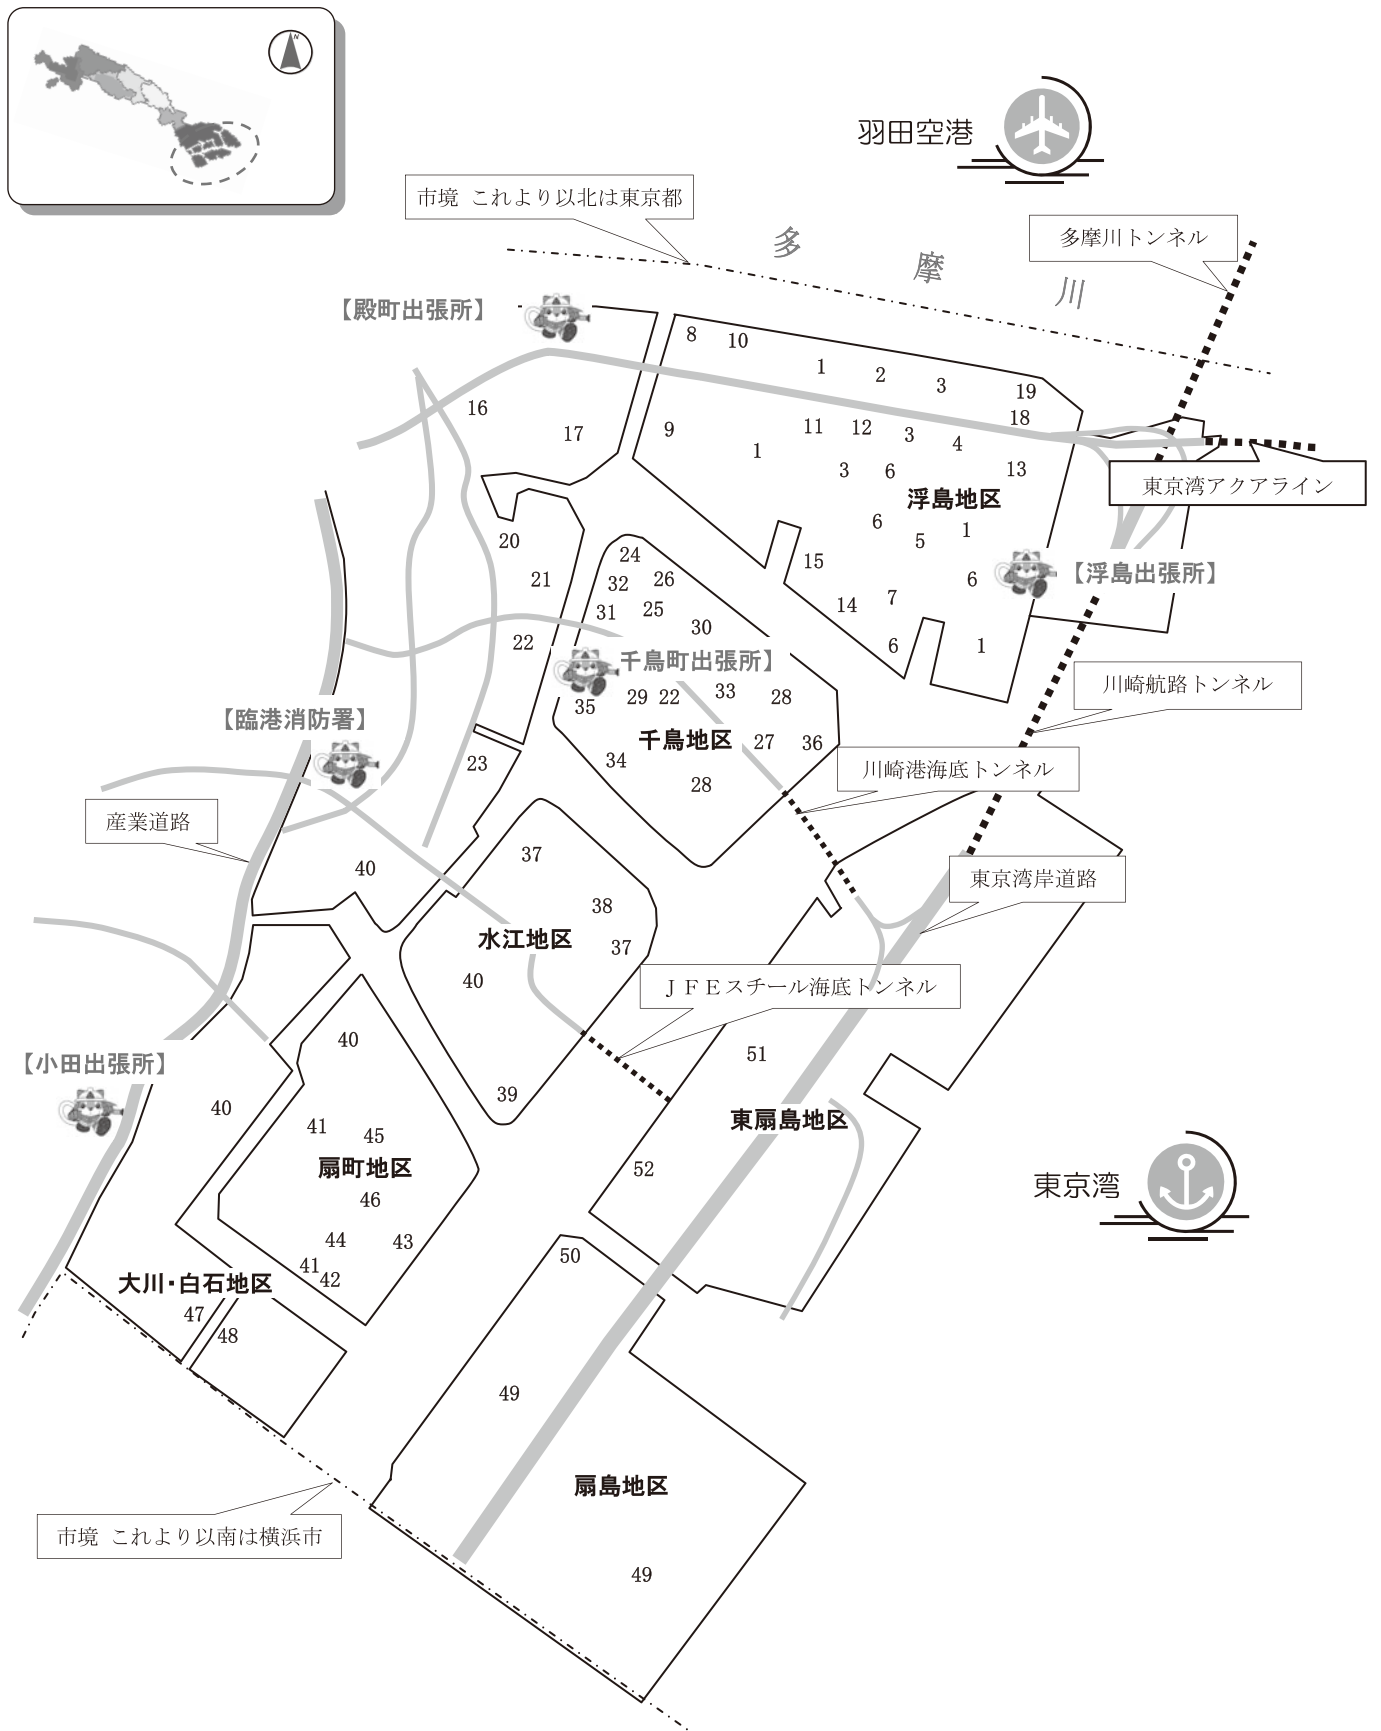 N
羽田空港
市境 これより以北は東京都
多摩川
多摩川トンネル
【殿町出張所】
8
10
1
2
3
19
18
16
17
9
1
11
12
3
4
3
6
13
東京湾アクアライン
浮島地区
6
5
1
20
21
24
15
【浮島出張所】
32
26
6
31
25
14
7
22
30
6
1
千鳥町出張所】
川崎航路トンネル
35
29
22
33
28
【臨港消防署】
千鳥地区
27
36
34
23
28
川崎港海底トンネル
産業道路
40
37
東京湾岸道路
38
水江地区
37
40
ＪＦＥスチール海底トンネル
40
51
【小田出張所】
39
40
41
45
東扇島地区
扇町地区
52
46
東京湾
44
43
41
42
50
大川・白石地区
47
48
49
扇島地区
市境 これより以南は横浜市
49